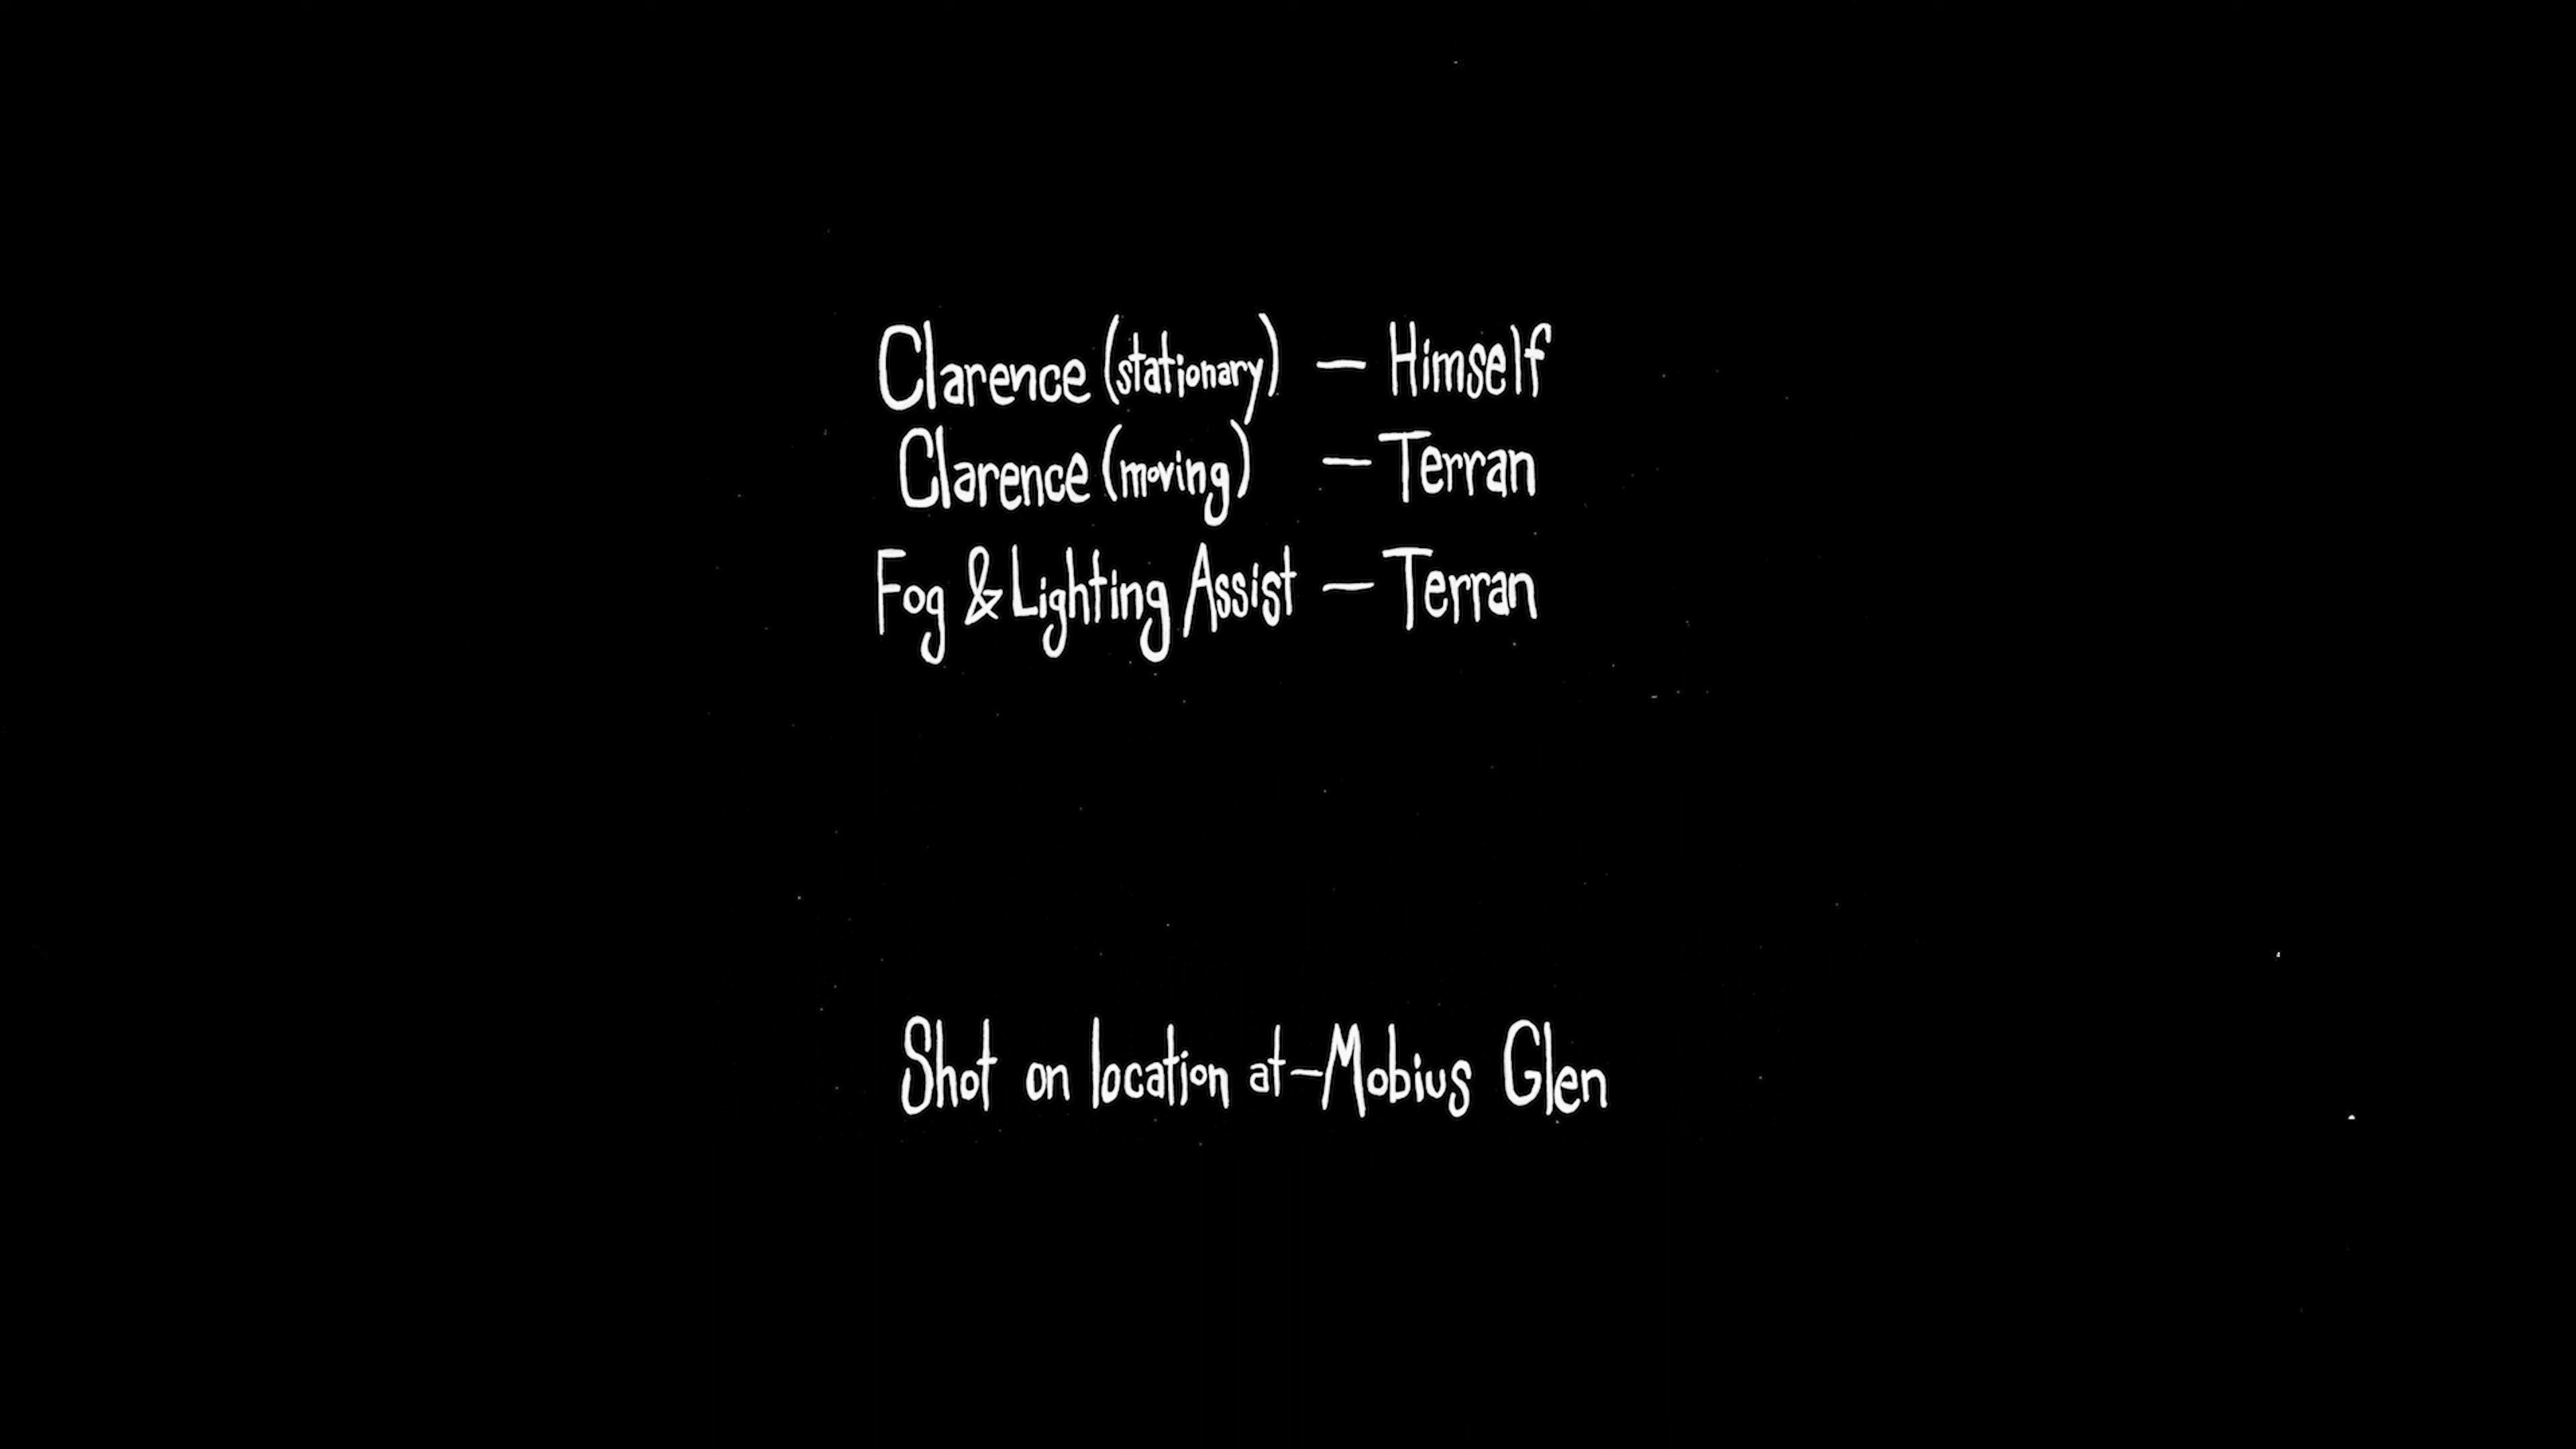 Clarence (stationary) — Himself
Clarence (moving) — Terran
Fog & Lighting Assist — Terran
Shot on location at — Mobius Glen